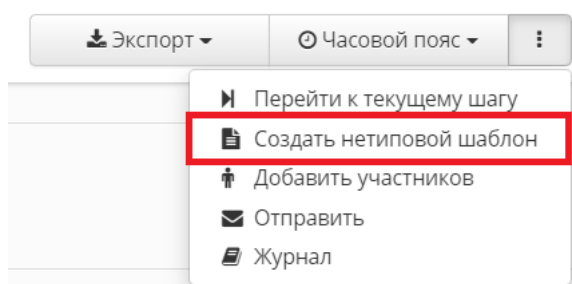 Экспорт
Часовой пояс
Перейти к текущему шагу
Создать нетиповой шаблон
Добавить участников
Отправить
Журнал